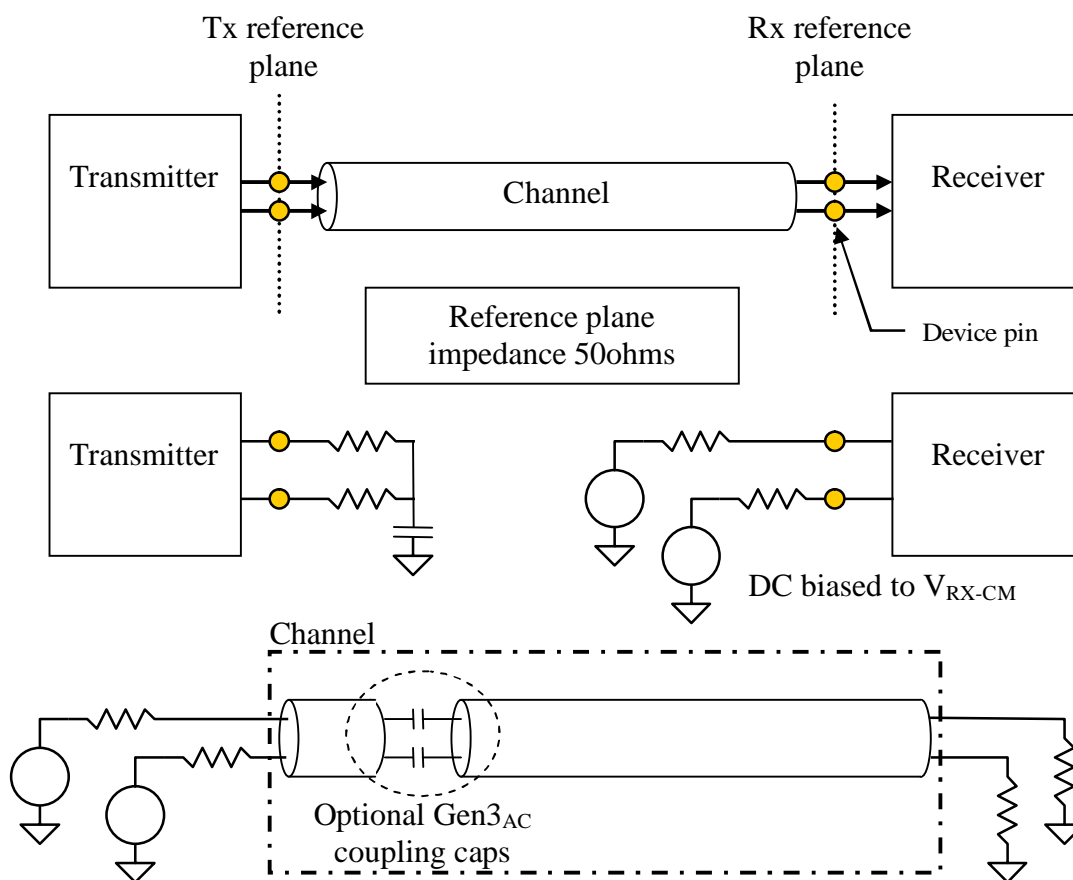 Tx reference
plane
Rx reference
plane
Transmitter
Channel
Receiver
Reference plane
impedance 50ohms
Device pin
Transmitter
Receiver
DC biased to VRX-CM
Channel
Optional Gen3AC
coupling caps